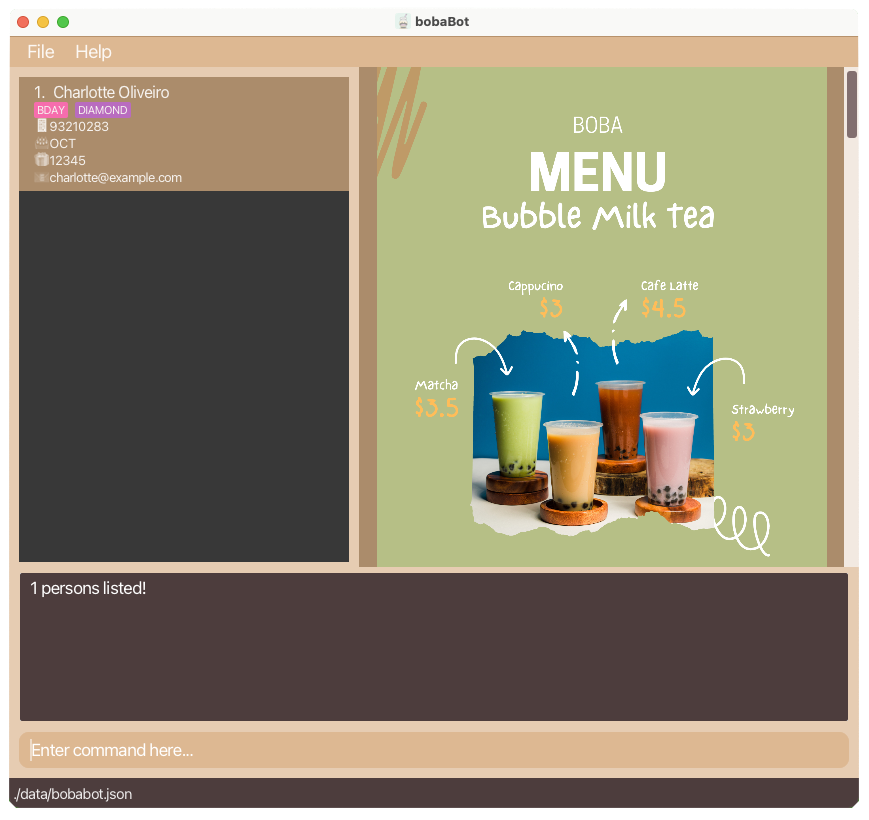 bobaBot
File Help
1. Charlotte Oliveiro
BDAY DIAMOND
93210283
OCT
12345
charlotte@example.com
BOBA
MENU
Bubble Milk Tea
Cappucino
$3
Cafe Latte
$4.5
Matcha
$3.5
Strawberry
$3
1 persons listed!
Enter command here...
./data/bobabot.json